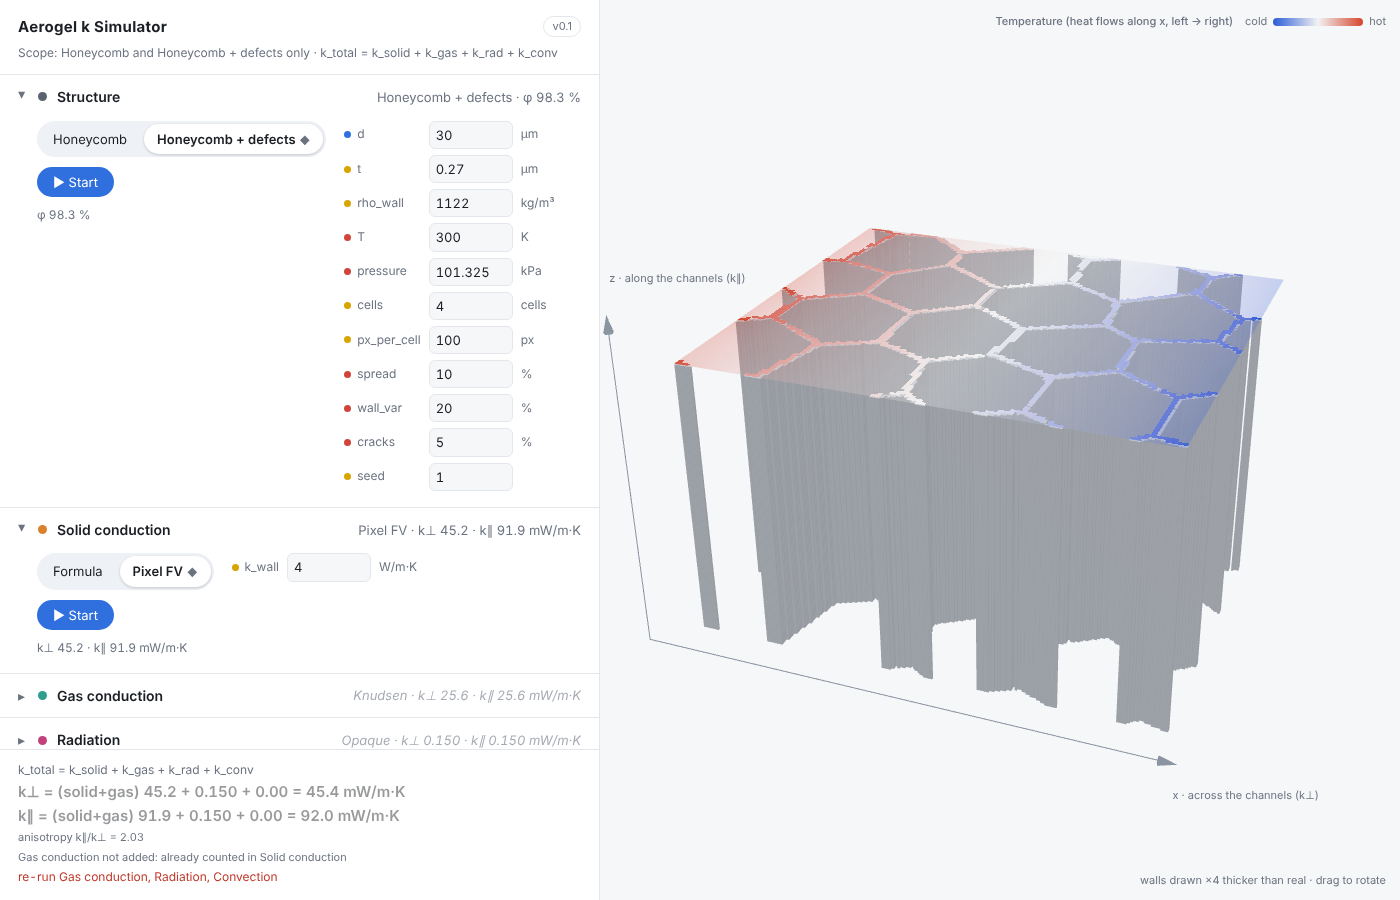 Aerogel k Simulator
v0.1
Scope: Honeycomb and Honeycomb + defects only · k_total = k_solid + k_gas + k_rad + k_conv
Structure
Honeycomb + defects · φ 98.3 %
Honeycomb
Honeycomb + defects ◆
Start
φ 98.3 %
d 30 µm
t 0.27 µm
rho_wall 1122 kg/m³
T 300 K
pressure 101.325 kPa
cells 4 cells
px_per_cell 100 px
spread 10 %
wall_var 20 %
cracks 5 %
seed 1
Solid conduction
Pixel FV · k⊥ 45.2 · k∥ 91.9 mW/m·K
Formula
Pixel FV ◆
k_wall 4 W/m·K
Start
k⊥ 45.2 · k∥ 91.9 mW/m·K
Gas conduction
Knudsen · k⊥ 25.6 · k∥ 25.6 mW/m·K
Radiation
Opaque · k⊥ 0.150 · k∥ 0.150 mW/m·K
k_total = k_solid + k_gas + k_rad + k_conv
k⊥ = (solid+gas) 45.2 + 0.150 + 0.00 = 45.4 mW/m·K
k∥ = (solid+gas) 91.9 + 0.150 + 0.00 = 92.0 mW/m·K
anisotropy k∥/k⊥ = 2.03
Gas conduction not added: already counted in Solid conduction
re-run Gas conduction, Radiation, Convection
Temperature (heat flows along x, left → right)
cold
hot
z · along the channels (k∥)
x · across the channels (k⊥)
walls drawn ×4 thicker than real · drag to rotate